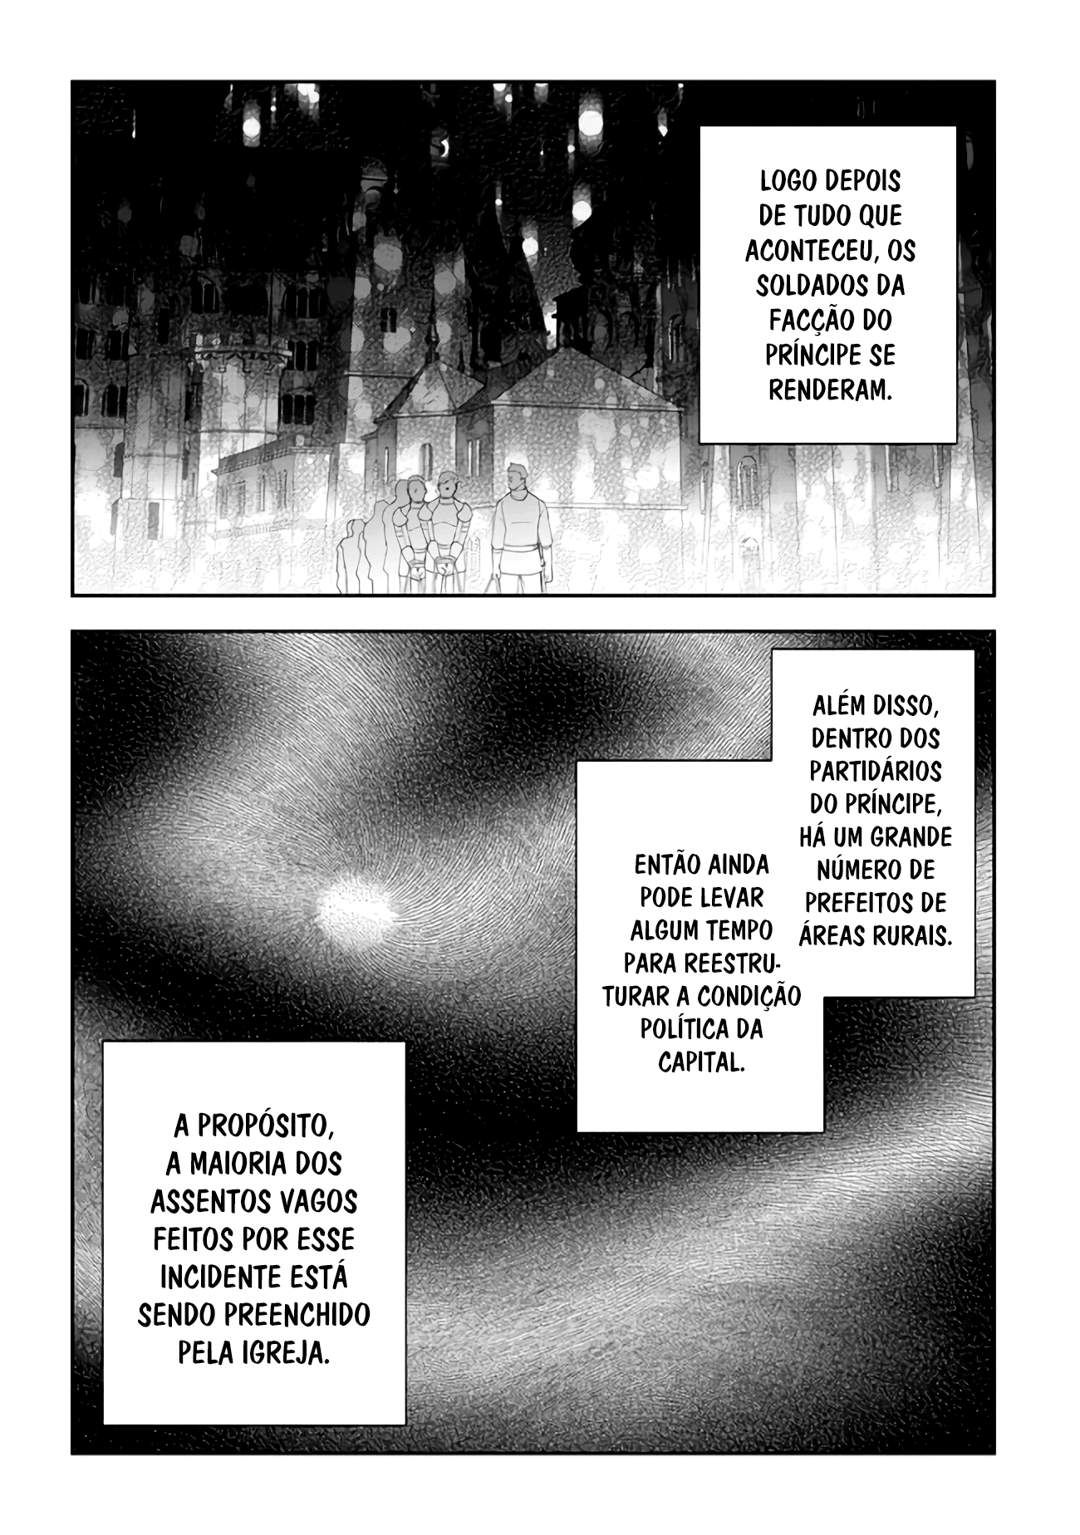 LOGO DEPOIS
DE TUDO QUE
ACONTECEU, OS
SOLDADOS DA
FACÇÃO DO
PRÍNCIPE SE
RENDERAM.
ALÉM DISSO,
DENTRO DOS
PARTIDÁRIOS
DO PRÍNCIPE,
HÁ UM GRANDE
NÚMERO DE
PREFEITOS DE
ÁREAS RURAIS.
ENTÃO AINDA
PODE LEVAR
ALGUM TEMPO
PARA REESTRU-
TURAR A CONDIÇÃO
POLÍTICA DA
CAPITAL.
A PROPÓSITO,
A MAIORIA DOS
ASSENTOS VAGOS
FEITOS POR ESSE
INCIDENTE ESTÁ
SENDO PREENCHIDO
PELA IGREJA.